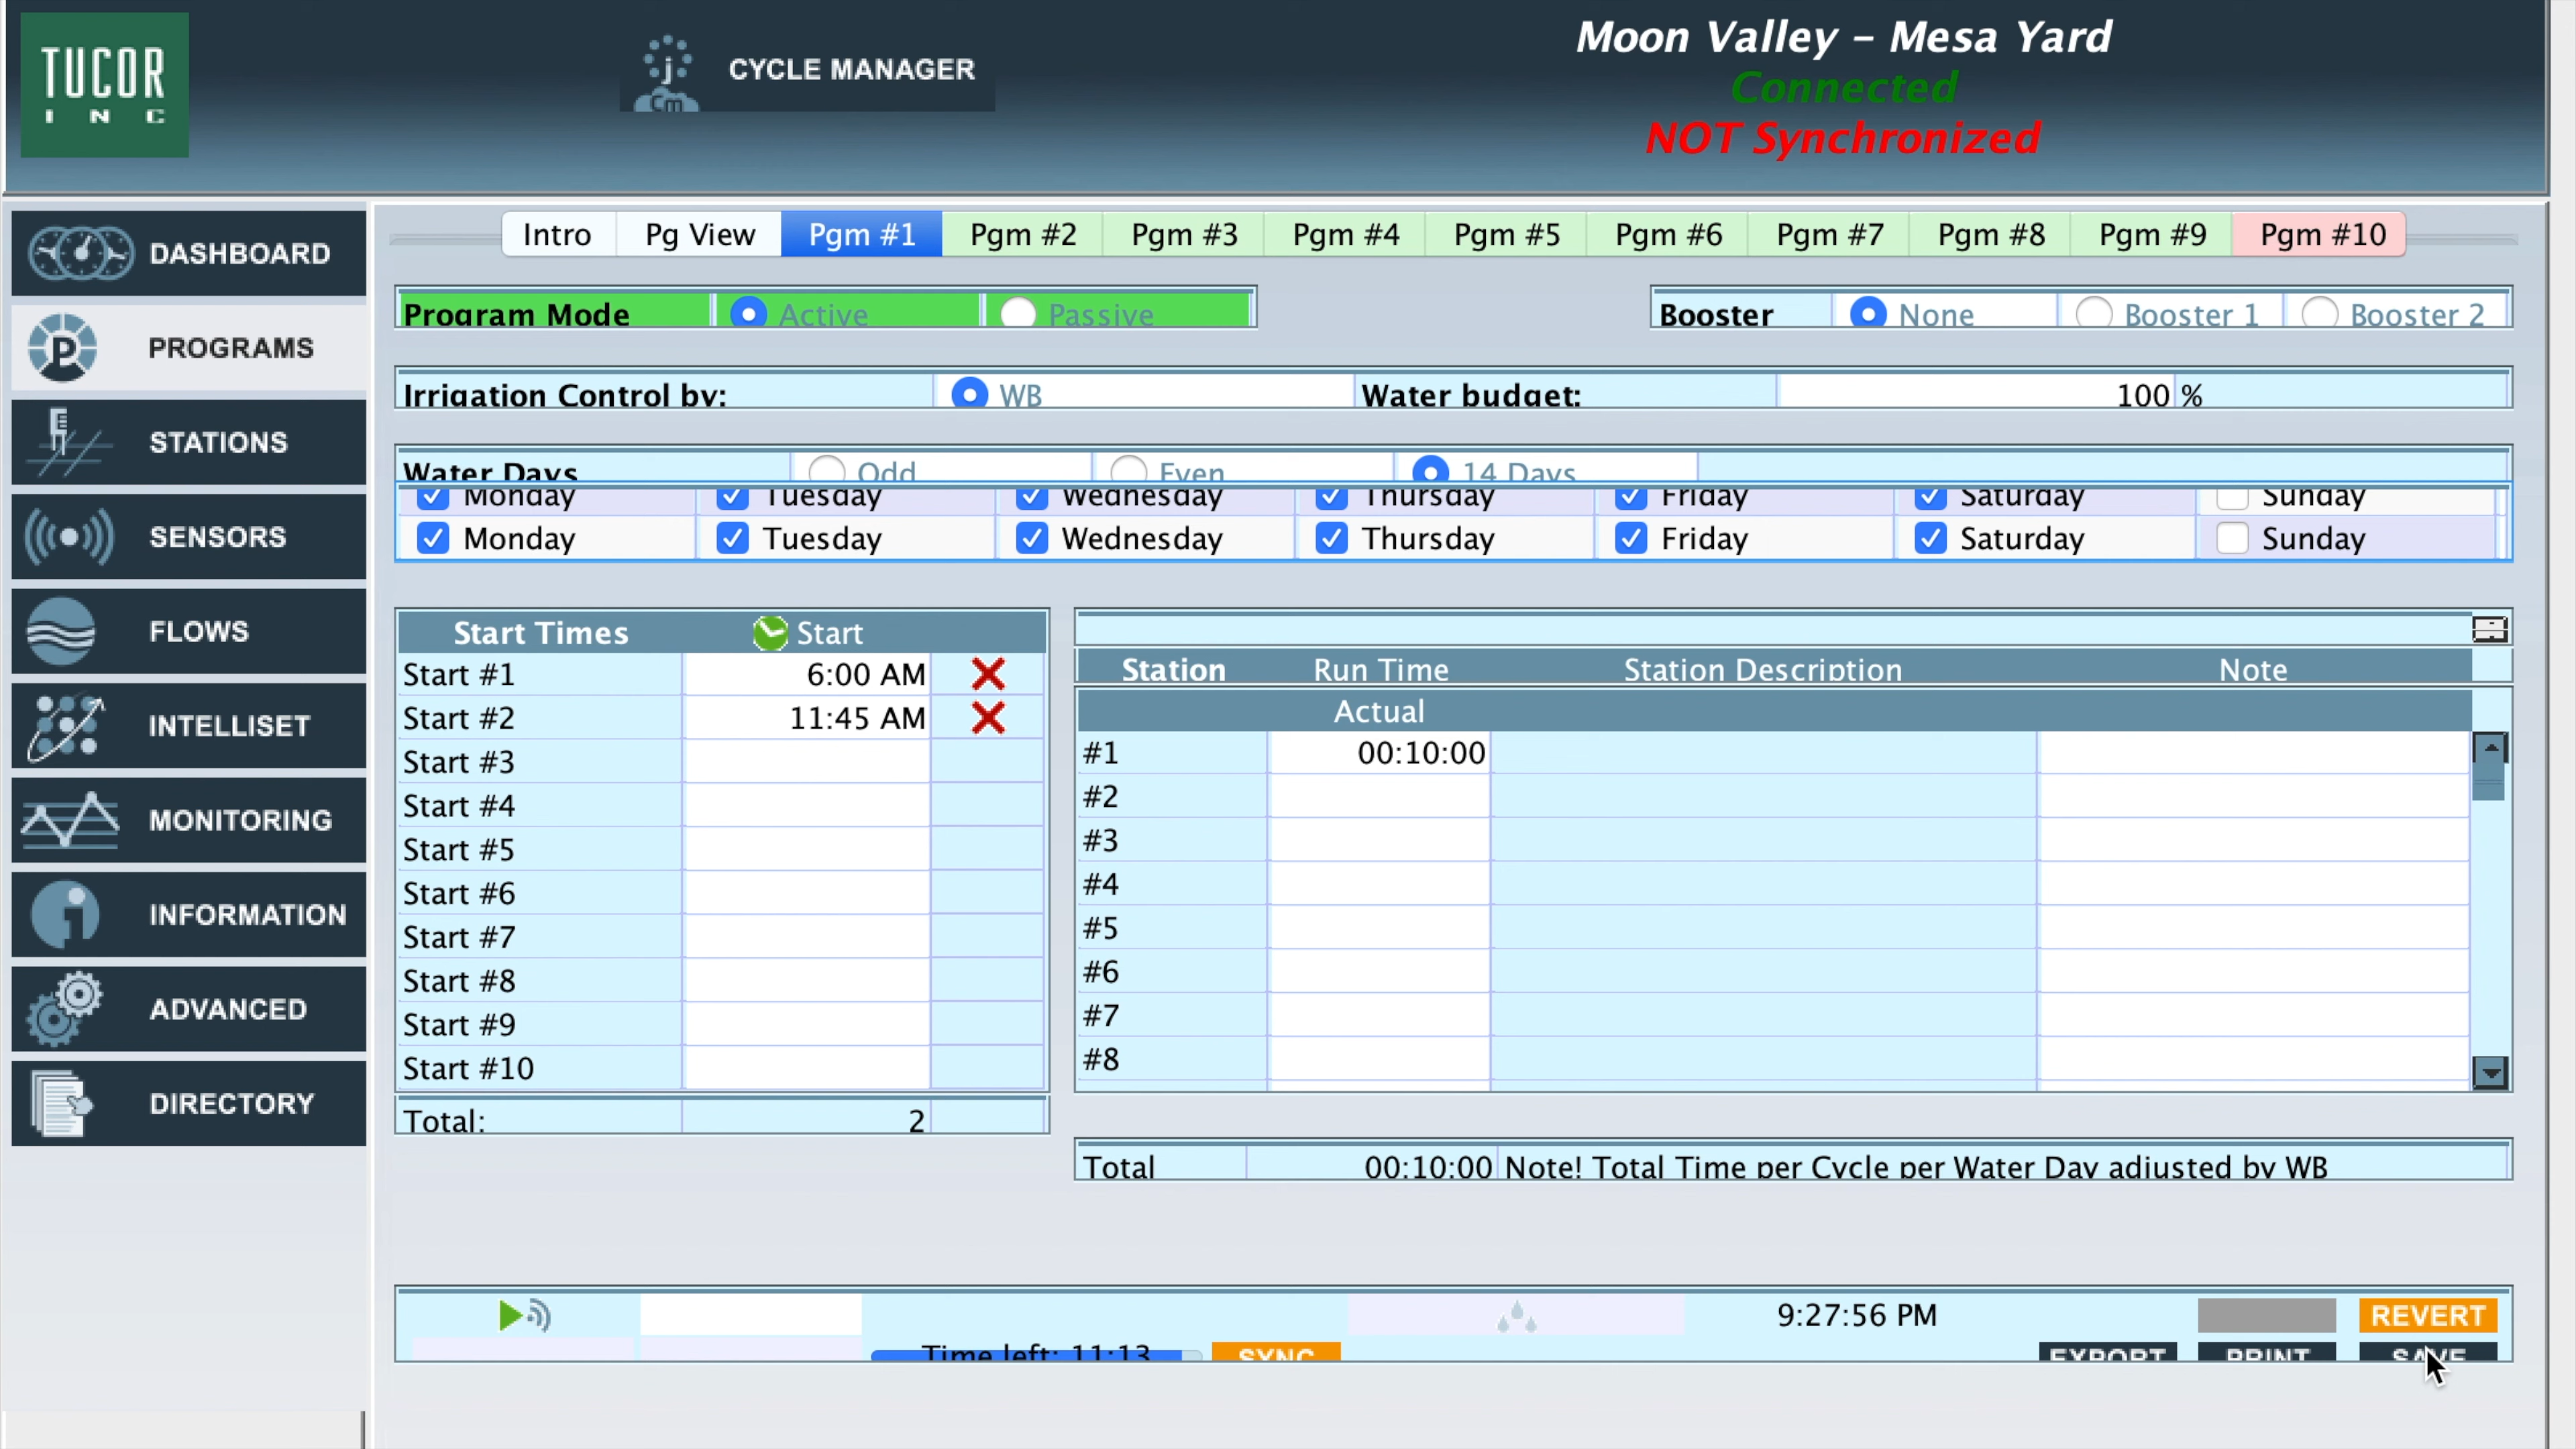 TUCOR
INC
j
Cm
CYCLE MANAGER
Moon Valley – Mesa Yard
Connected
NOT Synchronized
DASHBOARD
P PROGRAMS
STATIONS
SENSORS
FLOWS
INTELLISET
MONITORING
INFORMATION
ADVANCED
DIRECTORY
Intro Pg View Pgm #1 Pgm #2 Pgm #3 Pgm #4 Pgm #5 Pgm #6 Pgm #7 Pgm #8 Pgm #9 Pgm #10
Program Mode Active Passive Booster None Booster 1 Booster 2
Irrigation Control by: WB Water budget: 100 %
Water Days Odd Even 14 Days
Monday Tuesday Wednesday Thursday Friday Saturday Sunday
Monday Tuesday Wednesday Thursday Friday Saturday Sunday
Start Times Start
Start #1 6:00 AM
Start #2 11:45 AM
Start #3
Start #4
Start #5
Start #6
Start #7
Start #8
Start #9
Start #10
Total: 2
Station Run Time Station Description Note
Actual
#1 00:10:00
#2
#3
#4
#5
#6
#7
#8
Total 00:10:00 Note! Total Time per Cycle per Water Day adjusted by WB
9:27:56 PM REVERT
Time left: 11:13 SYNC EXPORT PRINT SAVE